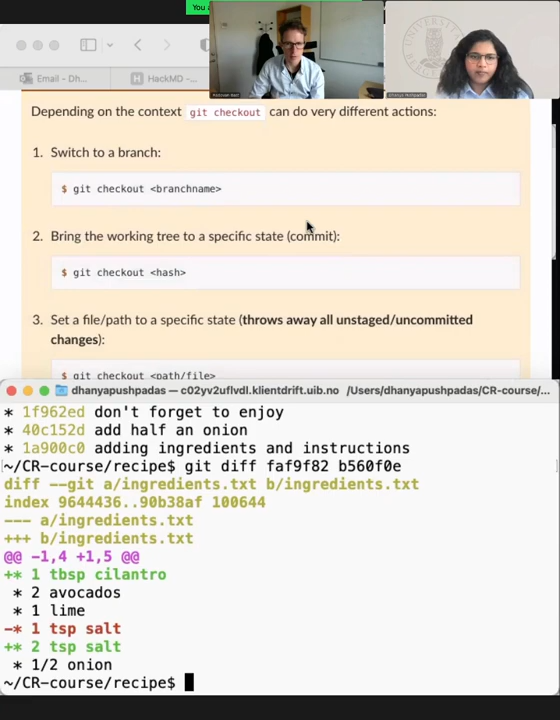 You a
Email - Dh...
HackMD -
Depending on the context git checkout can do very different actions:
1. Switch to a branch:
$ git checkout <branchname>
2. Bring the working tree to a specific state (commit):
$ git checkout <hash>
3. Set a file/path to a specific state (throws away all unstaged/uncommitted
changes):
$ git checkout <path/file>
dhanyapushpadas — c02yv2uflvdl.klientdrift.uib.no /Users/dhanyapushpadas/CR-course/...
* 1f962ed don't forget to enjoy
* 40c152d add half an onion
* 1a900c0 adding ingredients and instructions
~/CR-course/recipe$ git diff faf9f82 b560f0e
diff --git a/ingredients.txt b/ingredients.txt
index 9644436..90b38af 100644
--- a/ingredients.txt
+++ b/ingredients.txt
@@ -1,4 +1,5 @@
+* 1 tbsp cilantro
* 2 avocados
* 1 lime
-* 1 tsp salt
+* 2 tsp salt
* 1/2 onion
~/CR-course/recipe$